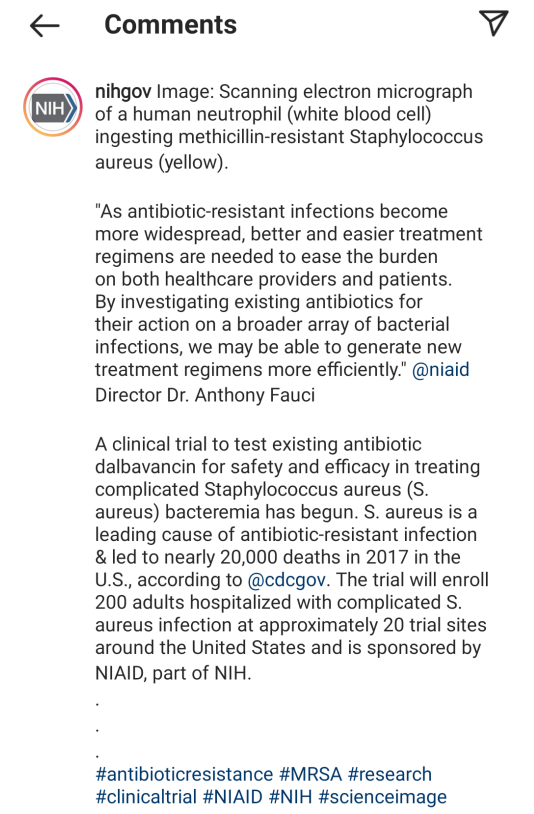 Comments
NIH
nihgov Image: Scanning electron micrograph
of a human neutrophil (white blood cell)
ingesting methicillin-resistant Staphylococcus
aureus (yellow).
"As antibiotic-resistant infections become
more widespread, better and easier treatment
regimens are needed to ease the burden
on both healthcare providers and patients.
By investigating existing antibiotics for
their action on a broader array of bacterial
infections, we may be able to generate new
treatment regimens more efficiently." @niaid
Director Dr. Anthony Fauci
A clinical trial to test existing antibiotic
dalbavancin for safety and efficacy in treating
complicated Staphylococcus aureus (S.
aureus) bacteremia has begun. S. aureus is a
leading cause of antibiotic-resistant infection
& led to nearly 20,000 deaths in 2017 in the
U.S., according to @cdcgov. The trial will enroll
200 adults hospitalized with complicated S.
aureus infection at approximately 20 trial sites
around the United States and is sponsored by
NIAID, part of NIH.
.
.
.
#antibioticresistance #MRSA #research
#clinicaltrial #NIAID #NIH #scienceimage